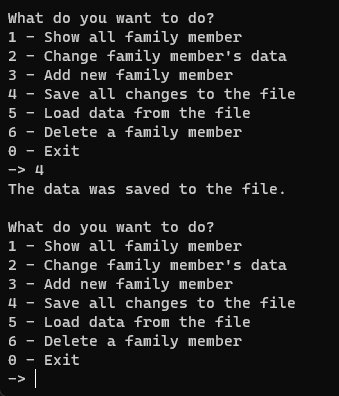 What do you want to do?
1 - Show all family member
2 - Change family member's data
3 - Add new family member
4 - Save all changes to the file
5 - Load data from the file
6 - Delete a family member
0 - Exit
-> 4
The data was saved to the file.
What do you want to do?
1 - Show all family member
2 - Change family member's data
3 - Add new family member
4 - Save all changes to the file
5 - Load data from the file
6 - Delete a family member
0 - Exit
->